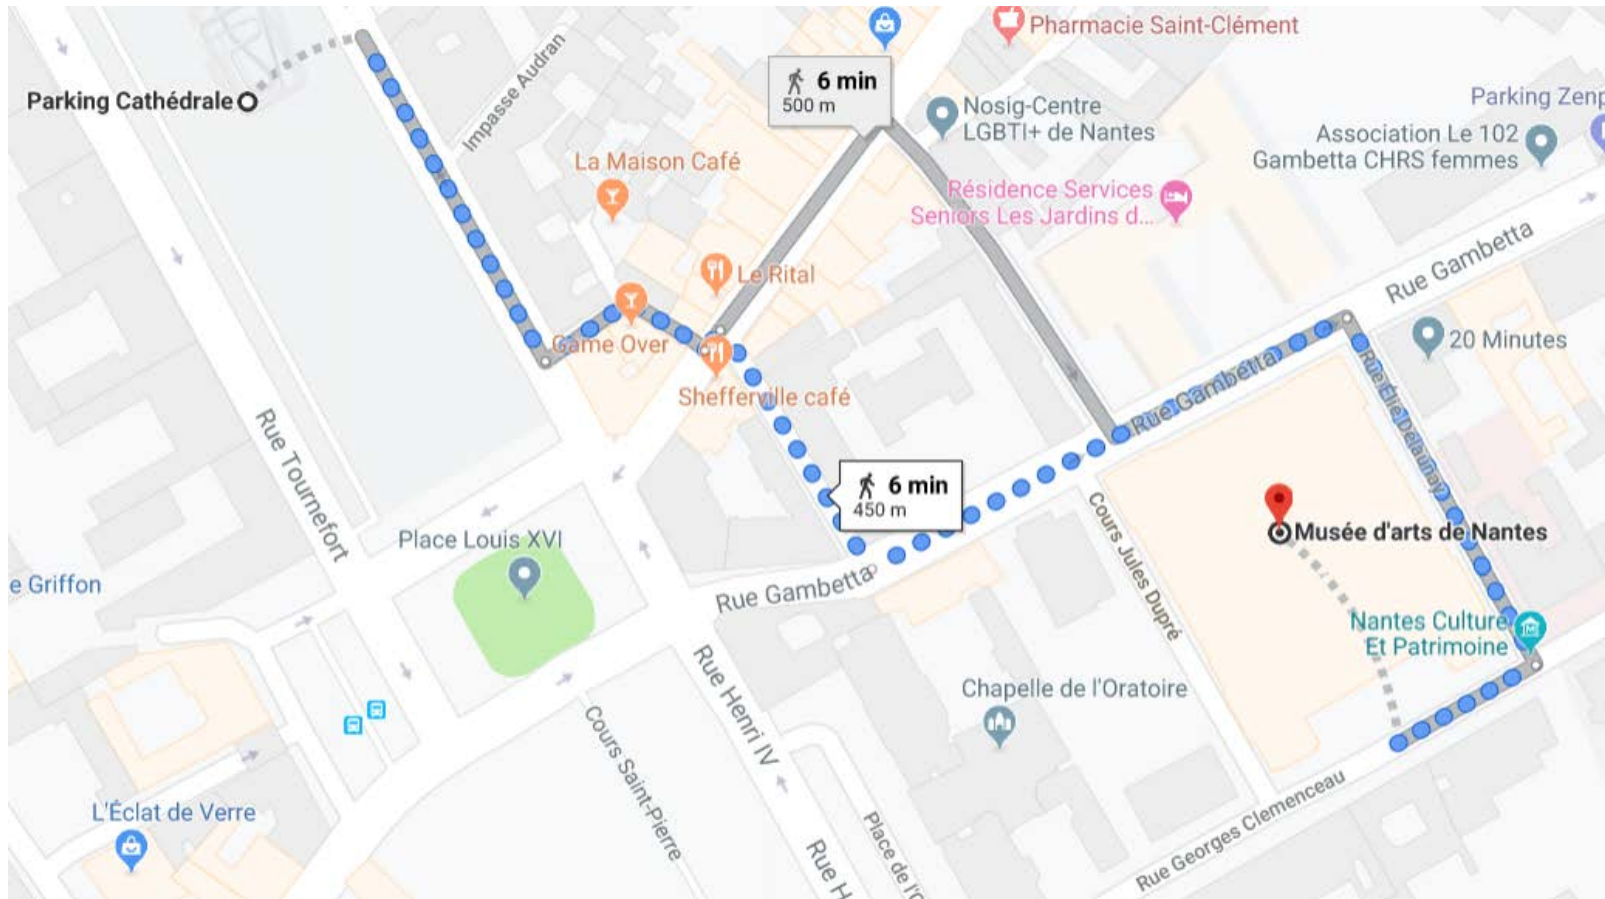 Pharmacie Saint-Clément
6 min
500 m
Parking Cathédrale
Impasse Audran
Nosig-Centre
LGBTI+ de Nantes
Parking Zenp
Association Le 102
Gambetta CHRS femmes
La Maison Café
Résidence Services
Seniors Les Jardins d...
Le Rital
Rue Gambetta
Game Over
20 Minutes
Shefferville café
Rue Gambetta
Rue Élie Delaunay
Rue Tournefort
6 min
450 m
Place Louis XVI
Musée d'arts de Nantes
Cours Jules Dupré
e Griffon
Rue Gambetta
Nantes Culture
Et Patrimoine
Rue Henri IV
Chapelle de l'Oratoire
Cours Saint-Pierre
L'Éclat de Verre
Rue Georges Clemenceau
Place de l'O
Rue H